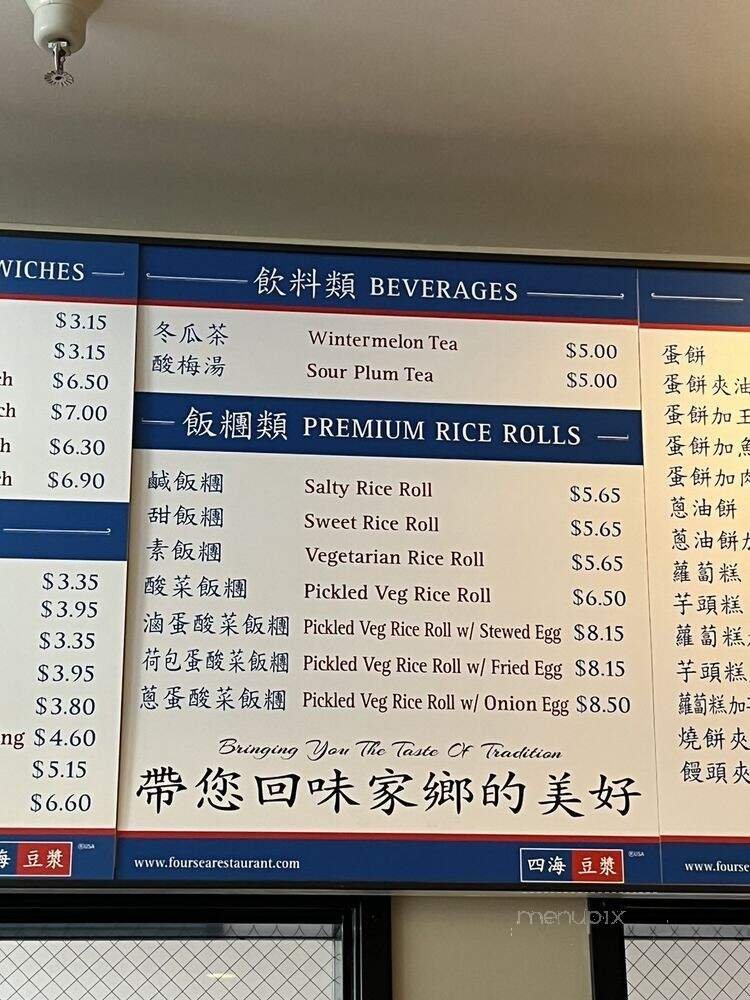 WICHES
$3.15
$3.15
ch $6.50
ch $7.00
h $6.30
ch $6.90
$3.35
$3.95
$3.35
$3.95
$3.80
ng $4.60
$5.15
$6.60
海 豆漿 ®USA
飲料類 BEVERAGES
冬瓜茶 Wintermelon Tea $5.00
酸梅湯 Sour Plum Tea $5.00
飯糰類 PREMIUM RICE ROLLS
鹹飯糰 Salty Rice Roll $5.65
甜飯糰 Sweet Rice Roll $5.65
素飯糰 Vegetarian Rice Roll $5.65
酸菜飯糰 Pickled Veg Rice Roll $6.50
滷蛋酸菜飯糰 Pickled Veg Rice Roll w/ Stewed Egg $8.15
荷包蛋酸菜飯糰 Pickled Veg Rice Roll w/ Fried Egg $8.15
蔥蛋酸菜飯糰 Pickled Veg Rice Roll w/ Onion Egg $8.50
Bringing You The Taste Of Tradition
帶您回味家鄉的美好
www.foursearestaurant.com 四海 豆漿 ®USA
蛋餅
蛋餅夾油
蛋餅加
蛋餅加魚
蛋餅加肉
蔥油餅
蔥油餅加
蘿蔔糕
芋頭糕
蘿蔔糕
芋頭糕
蘿蔔糕加
燒餅夾
饅頭夾
www.fourse
menupix